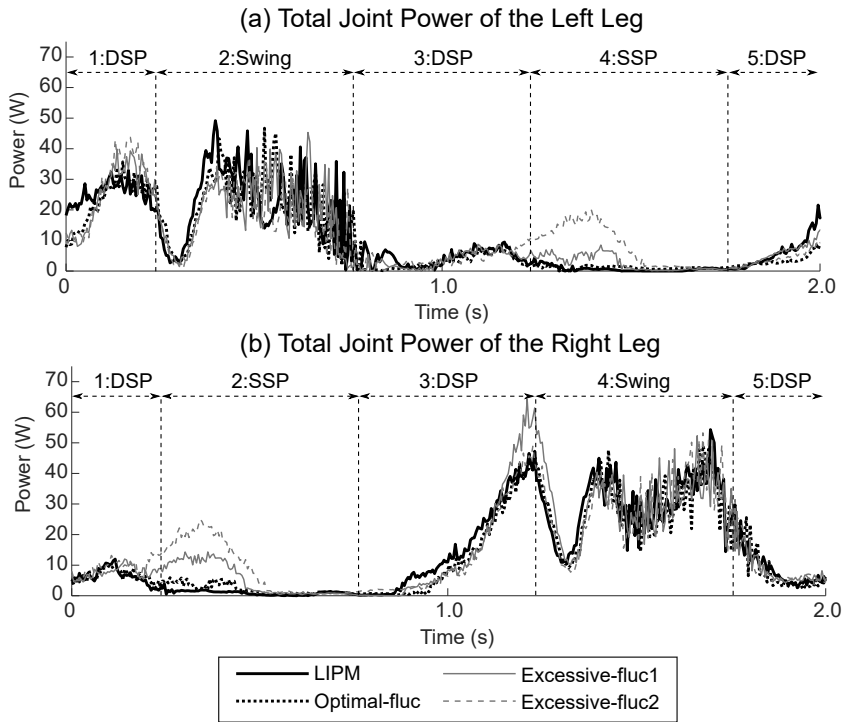 (a) Total Joint Power of the Left Leg
70
60
50
40
30
20
10
0
Power (W)
1:DSP 2:Swing 3:DSP 4:SSP 5:DSP
0 1.0 2.0
Time (s)
(b) Total Joint Power of the Right Leg
70
60
50
40
30
20
10
0
Power (W)
1:DSP 2:SSP 3:DSP 4:Swing 5:DSP
0 1.0 2.0
Time (s)
LIPM Excessive-fluc1
Optimal-fluc Excessive-fluc2